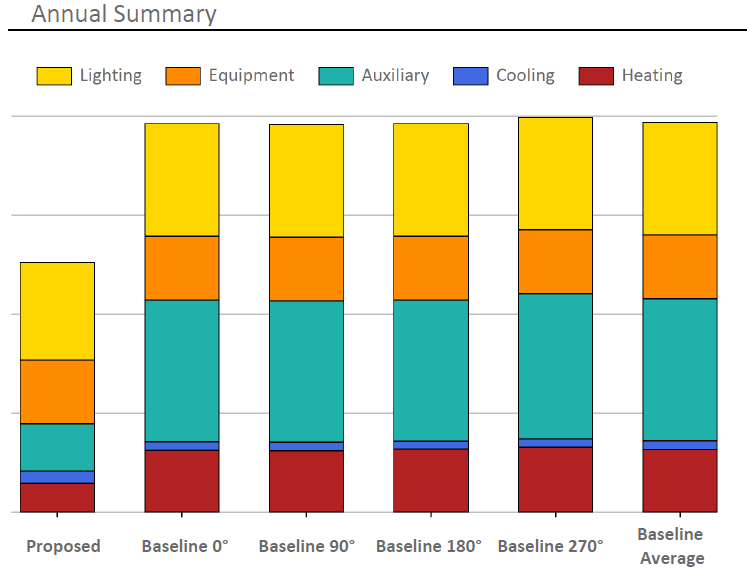 Annual Summary
Lighting Equipment Auxiliary Cooling Heating
Proposed Baseline 0° Baseline 90° Baseline 180° Baseline 270° Baseline
Average